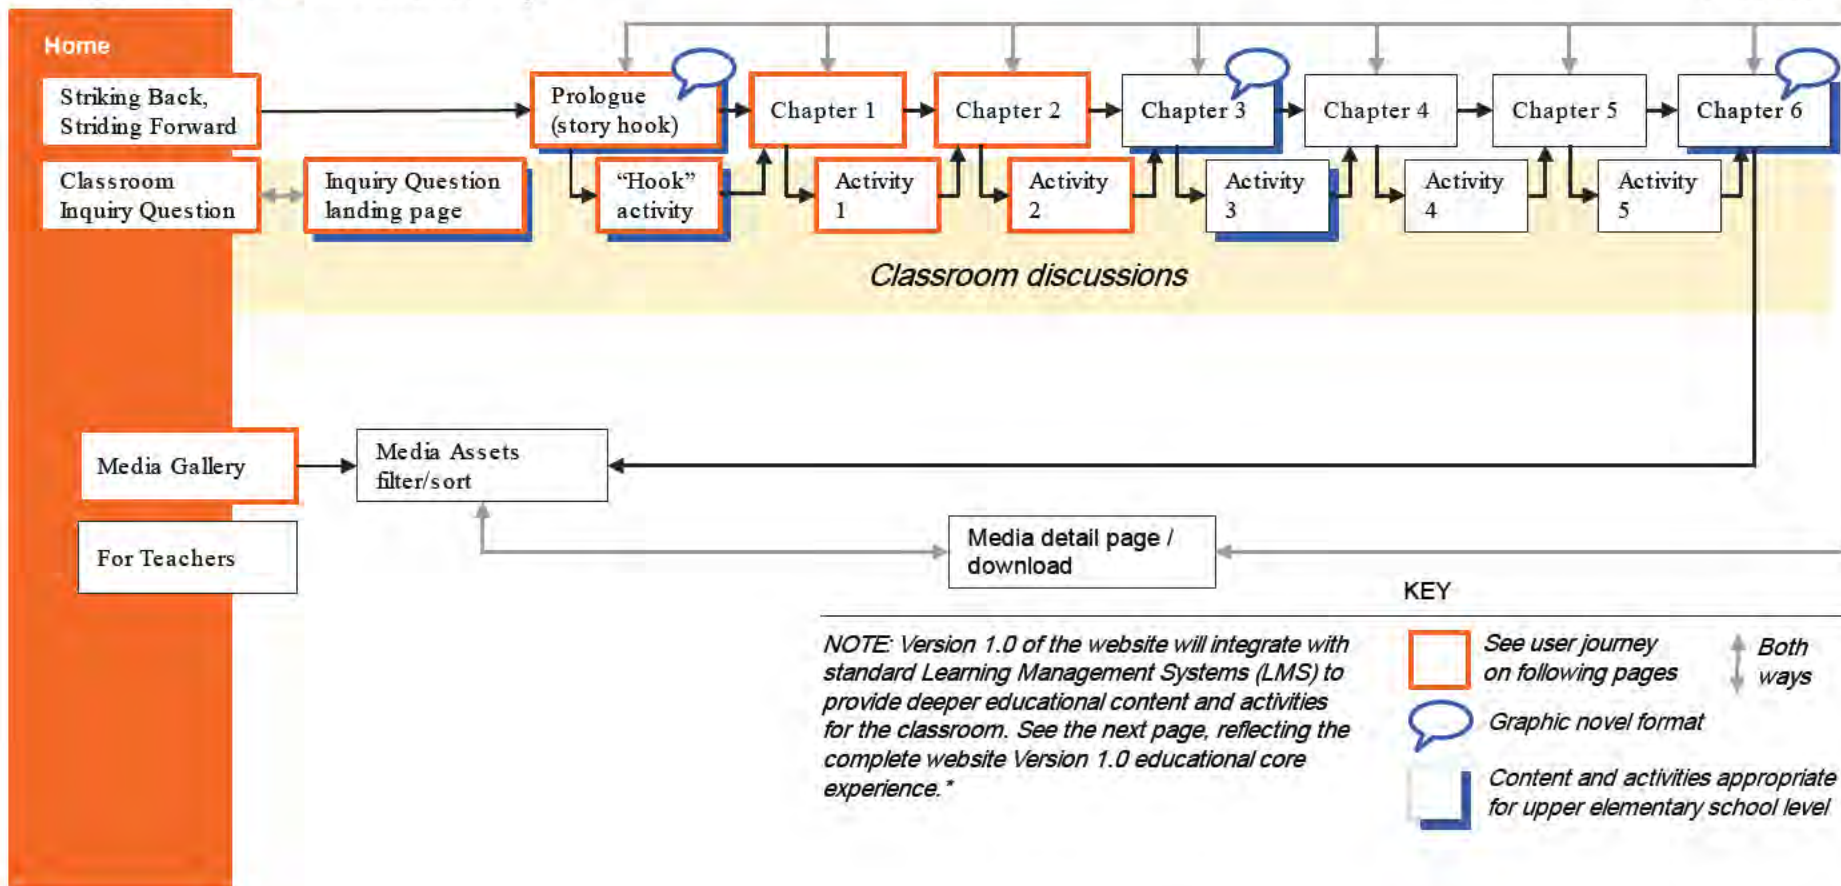 Home
Striking Back,
Striding Forward
Prologue
(story hook)
Chapter 1
Chapter 2
Chapter 3
Chapter 4
Chapter 5
Chapter 6
Classroom
Inquiry Question
Inquiry Question
landing page
“Hook”
activity
Activity
1
Activity
2
Activity
3
Activity
4
Activity
5
Classroom discussions
Media Gallery
Media Assets
filter/sort
For Teachers
Media detail page /
download
KEY
NOTE: Version 1.0 of the website will integrate with
standard Learning Management Systems (LMS) to
provide deeper educational content and activities
for the classroom. See the next page, reflecting the
complete website Version 1.0 educational core
experience.*
See user journey
on following pages
Both
ways
Graphic novel format
Content and activities appropriate
for upper elementary school level